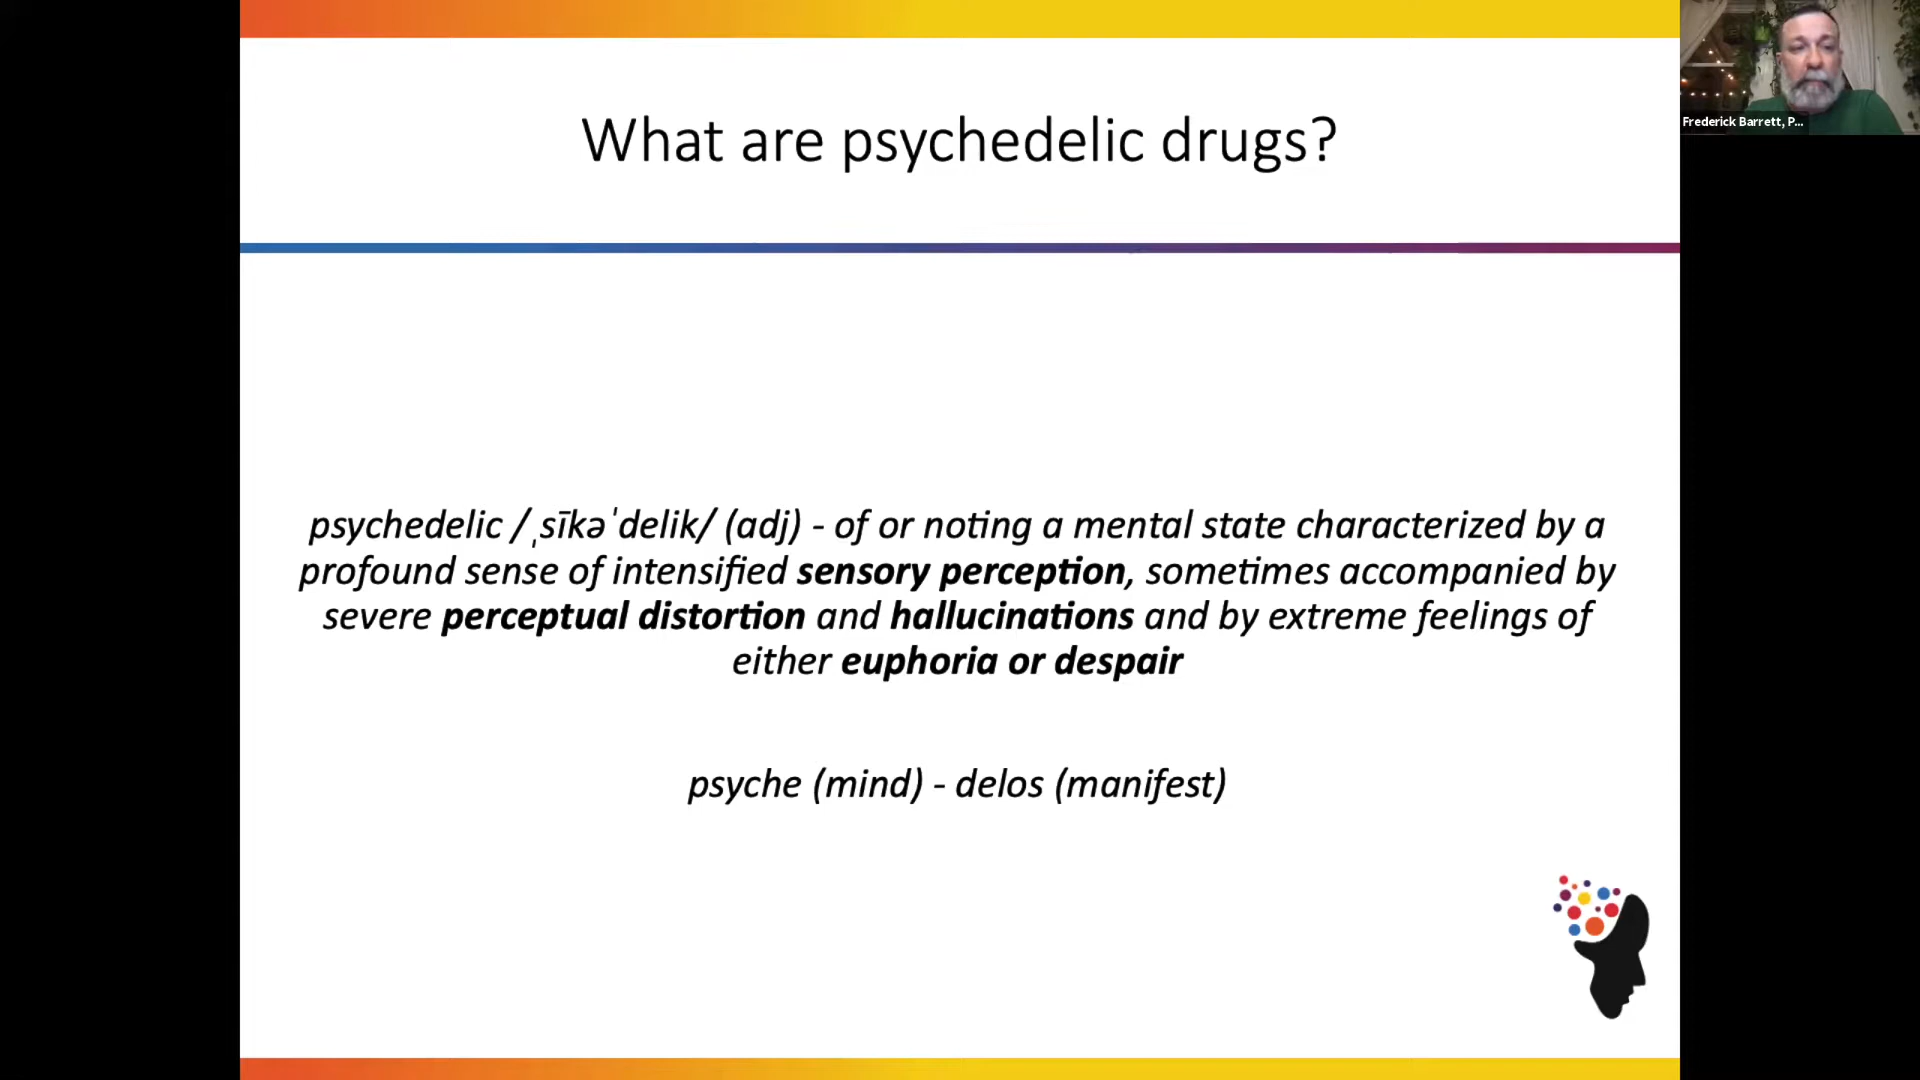 What are psychedelic drugs?
Frederick Barrett, P...
psychedelic /ˌsīkəˈdelik/ (adj) - of or noting a mental state characterized by a
profound sense of intensified sensory perception, sometimes accompanied by
severe perceptual distortion and hallucinations and by extreme feelings of
either euphoria or despair
psyche (mind) - delos (manifest)